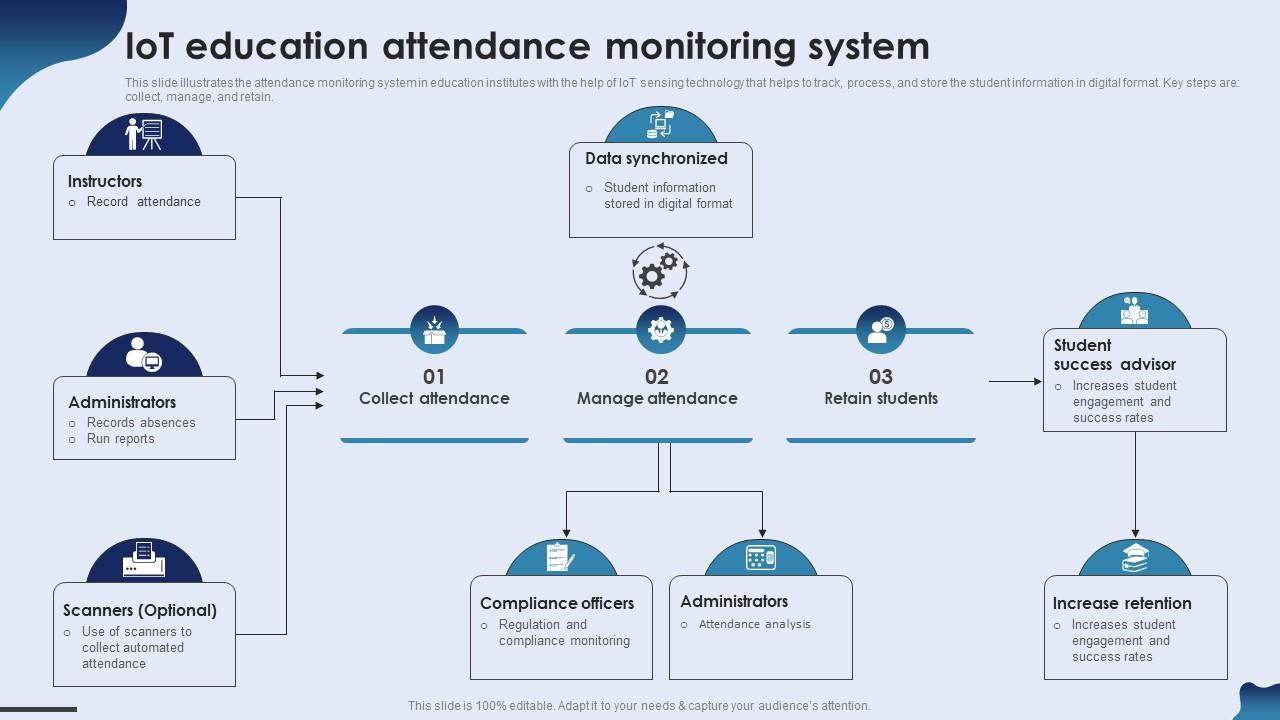 IoT education attendance monitoring system
This slide illustrates the attendance monitoring system in education institutes with the help of IoT sensing technology that helps to track, process, and store the student information in digital format. Key steps are:
collect, manage, and retain.
Instructors
○ Record attendance
Data synchronized
○ Student information
stored in digital format
Administrators
○ Records absences
○ Run reports
01
Collect attendance
02
Manage attendance
03
Retain students
Student
success advisor
○ Increases student
engagement and
success rates
Scanners (Optional)
○ Use of scanners to
collect automated
attendance
Compliance officers
○ Regulation and
compliance monitoring
Administrators
○ Attendance analysis
Increase retention
○ Increases student
engagement and
success rates
This slide is 100% editable. Adapt it to your needs & capture your audience's attention.